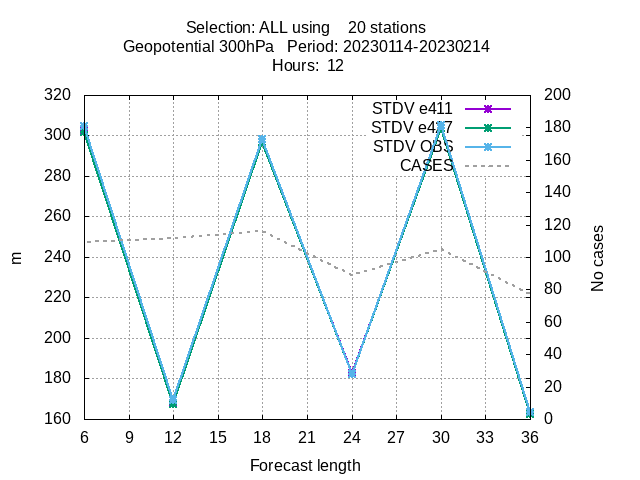 Selection: ALL using 20 stations
Geopotential 300hPa Period: 20230114-20230214
Hours: 12
320 200
STDV e411
300 180
STDV e427
STDV OBS
280 160
CASES
140
260 120
m
240 100
No cases
220 80
200 60
40
180 20
160 0
6 9 12 15 18 21 24 27 30 33 36
Forecast length